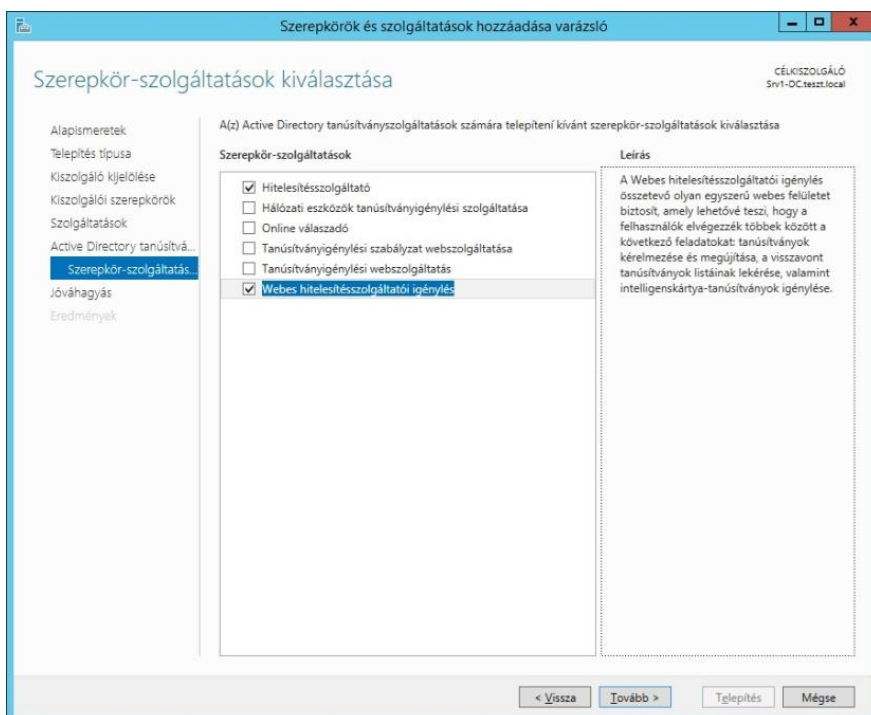 Szerepkörök és szolgáltatások hozzáadása varázsló
Szerepkör-szolgáltatások kiválasztása
CÉLKISZOLGÁLÓ
Srv1-DC.teszt.local
Alapismeretek
Telepítés típusa
Kiszolgáló kijelölése
Kiszolgálói szerepkörök
Szolgáltatások
Active Directory tanúsítvá...
Szerepkör-szolgáltatás...
Jóváhagyás
Eredmények
A(z) Active Directory tanúsítványszolgáltatások számára telepítení kívánt szerepkör-szolgáltatások kiválasztása
Szerepkör-szolgáltatások
Hitelesítésszolgáltató
Hálózati eszközök tanúsítványigénylési szolgáltatása
Online válaszadó
Tanúsítványigénylési szabályzat webszolgáltatása
Tanúsítványigénylési webszolgáltatás
Webes hitelesítésszolgáltatói igénylés
Leírás
A Webes hitelesítésszolgáltatói igénylés
összetevő olyan egyszerű webes felületet
biztosít, amely lehetővé teszi, hogy a
felhasználók elvégezzék többek között a
következő feladatokat: tanúsítványok
kérelmezése és megújítása, a visszavont
tanúsítványok listáinak lekérése, valamint
intelligenskártya-tanúsítványok igénylése.
< Vissza
Tovább >
Telepítés
Mégse